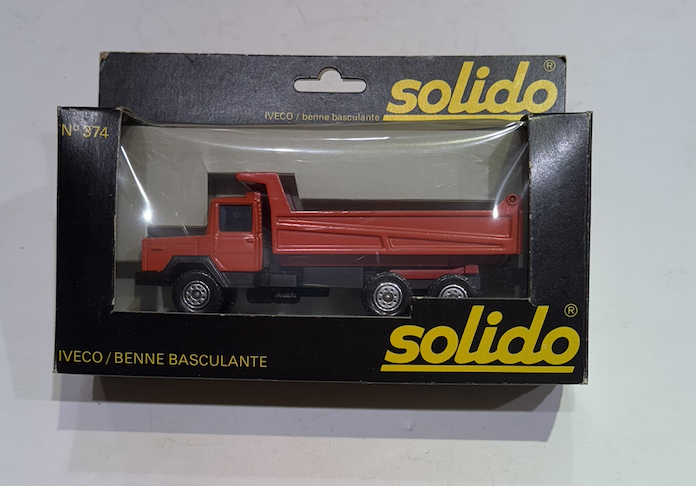 solido®
IVECO / benne basculante
N° 374
IVECO / BENNE BASCULANTE
solido®